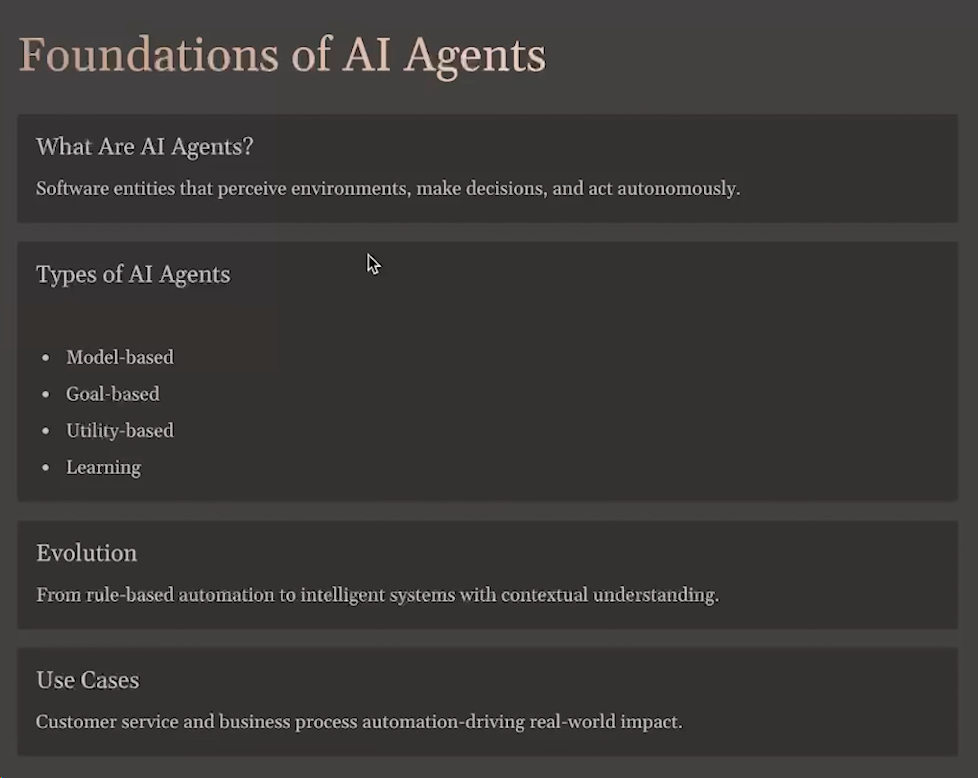 Foundations of AI Agents
What Are AI Agents?
Software entities that perceive environments, make decisions, and act autonomously.
Types of AI Agents
• Model-based
• Goal-based
• Utility-based
• Learning
Evolution
From rule-based automation to intelligent systems with contextual understanding.
Use Cases
Customer service and business process automation-driving real-world impact.